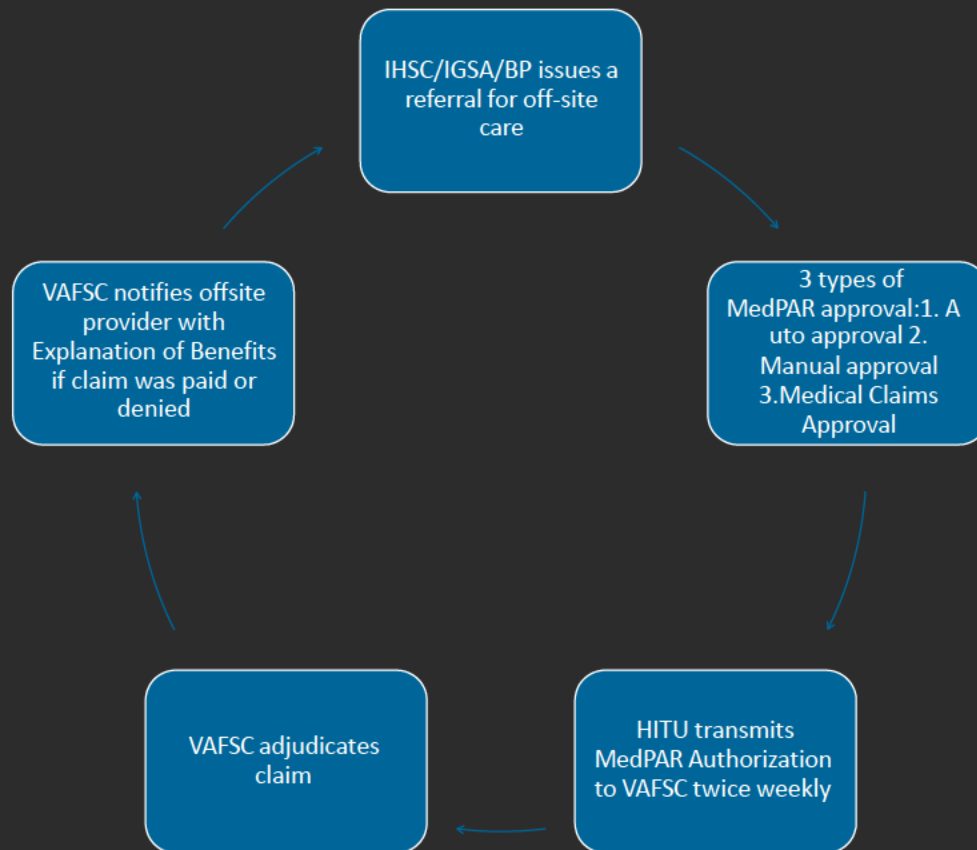 IHSC/IGSA/BP issues a
referral for off-site
care
3 types of
MedPAR approval:1. A
uto approval 2.
Manual approval
3.Medical Claims
Approval
HITU transmits
MedPAR Authorization
to VAFSC twice weekly
VAFSC adjudicates
claim
VAFSC notifies offsite
provider with
Explanation of Benefits
if claim was paid or
denied